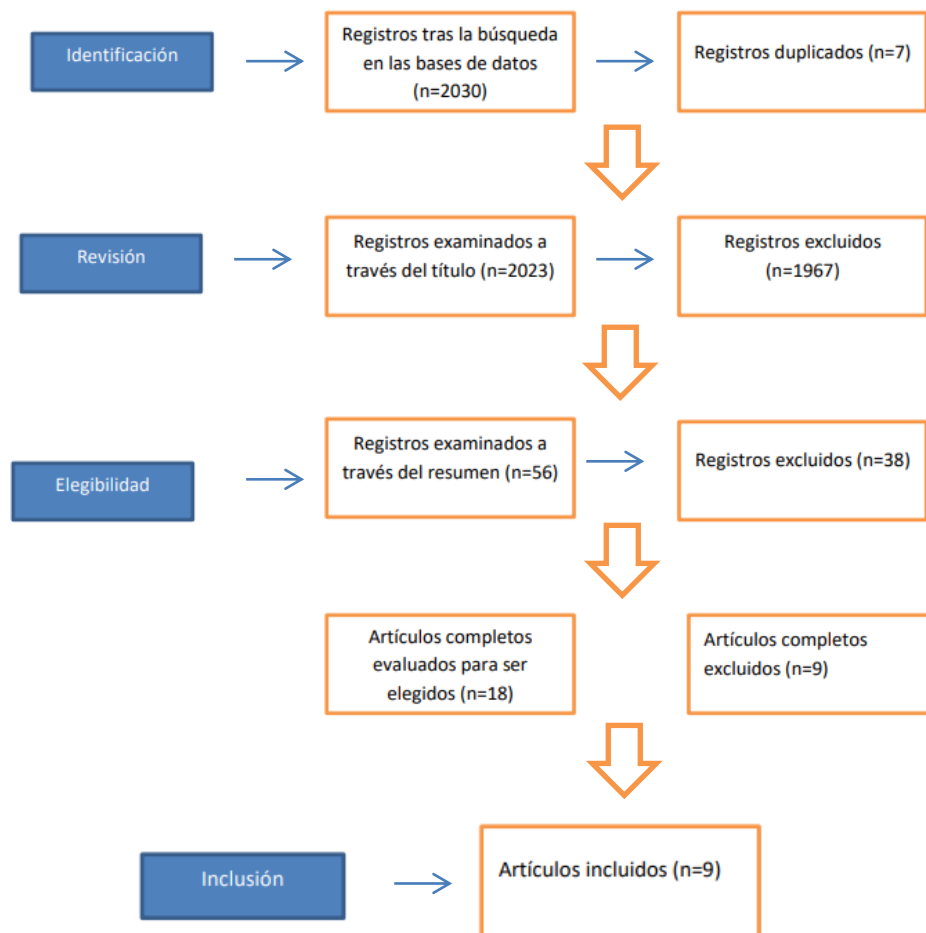 Identificación
Registros tras la búsqueda
en las bases de datos
(n=2030)
Registros duplicados (n=7)
Revisión
Registros examinados a
través del título (n=2023)
Registros excluidos
(n=1967)
Elegibilidad
Registros examinados a
través del resumen (n=56)
Registros excluidos (n=38)
Artículos completos
evaluados para ser
elegidos (n=18)
Artículos completos
excluidos (n=9)
Inclusión
Artículos incluidos (n=9)